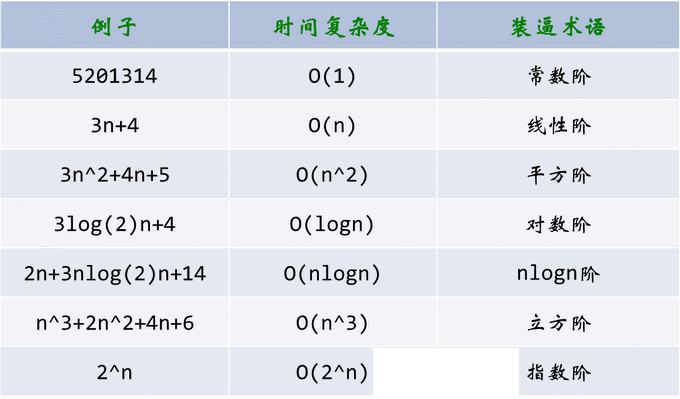 例子 时间复杂度 装逼术语
5201314 O(1) 常数阶
3n+4 O(n) 线性阶
3n^2+4n+5 O(n^2) 平方阶
3log(2)n+4 O(logn) 对数阶
2n+3nlog(2)n+14 O(nlogn) nlogn阶
n^3+2n^2+4n+6 O(n^3) 立方阶
2^n O(2^n) 指数阶